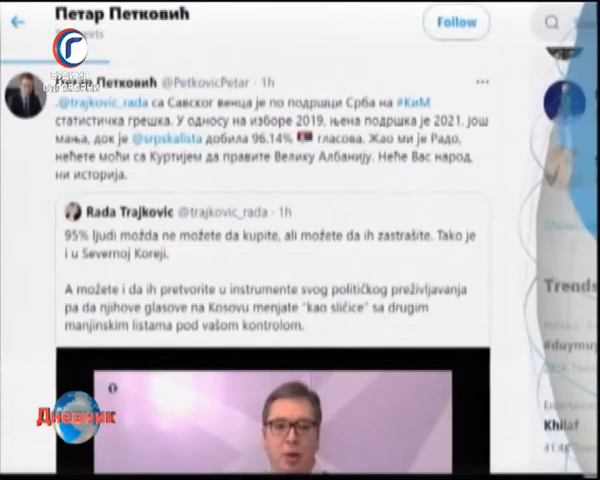 Петар Петковић
Follow
Петар Петковић @PetkovicPetar · 1h
.@trajkovic_rada са Савског венца је по подршци Срба на #КиМ
статистичка грешка. У односу на изборе 2019. њена подршка је 2021. још
мања, док је @srpskalista добила 96.14% гласова. Жао ми је Радо,
нећете моћи са Куртијем да правите Велику Албанију. Неће Вас народ,
ни историја.
Rada Trajkovic @trajkovic_rada · 1h
95% ljudi možda ne možete da kupite, ali možete da ih zastrašite. Tako je
i u Severnoj Koreji.
A možete i da ih pretvorite u instrumente svog političkog preživljavanja
pa da njihove glasove na Kosovu menjate "kao sličice" sa drugim
manjinskim listama pod vašom kontrolom.
Trends
#duymuy
Khilaf
Дневник